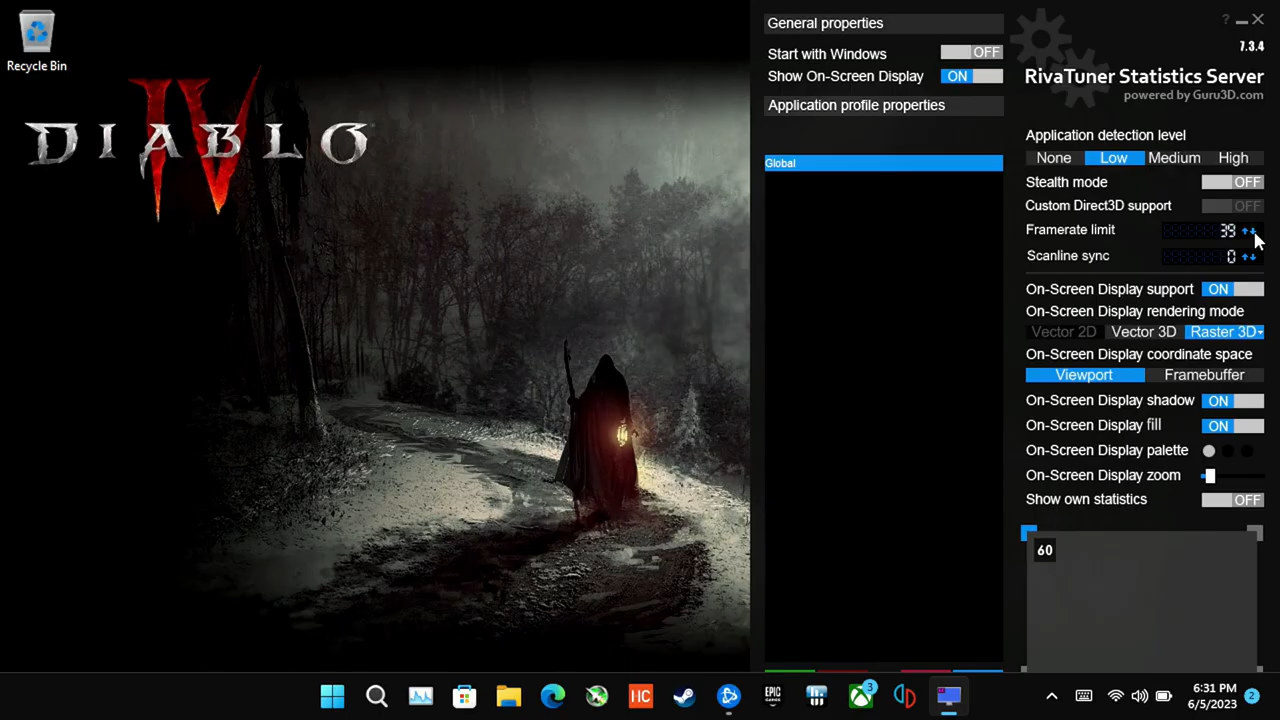 Recycle Bin
DIABLO
IV
General properties
Start with Windows OFF
Show On-Screen Display ON
Application profile properties
Global
?
7.3.4
RivaTuner Statistics Server
powered by Guru3D.com
Application detection level
None Low Medium High
Stealth mode OFF
Custom Direct3D support OFF
Framerate limit 39
Scanline sync 0
On-Screen Display support ON
On-Screen Display rendering mode
Vector 2D Vector 3D Raster 3D
On-Screen Display coordinate space
Viewport Framebuffer
On-Screen Display shadow ON
On-Screen Display fill ON
On-Screen Display palette
On-Screen Display zoom
Show own statistics OFF
60
HC
EPIC
GAMES
3
6:31 PM
6/5/2023
2